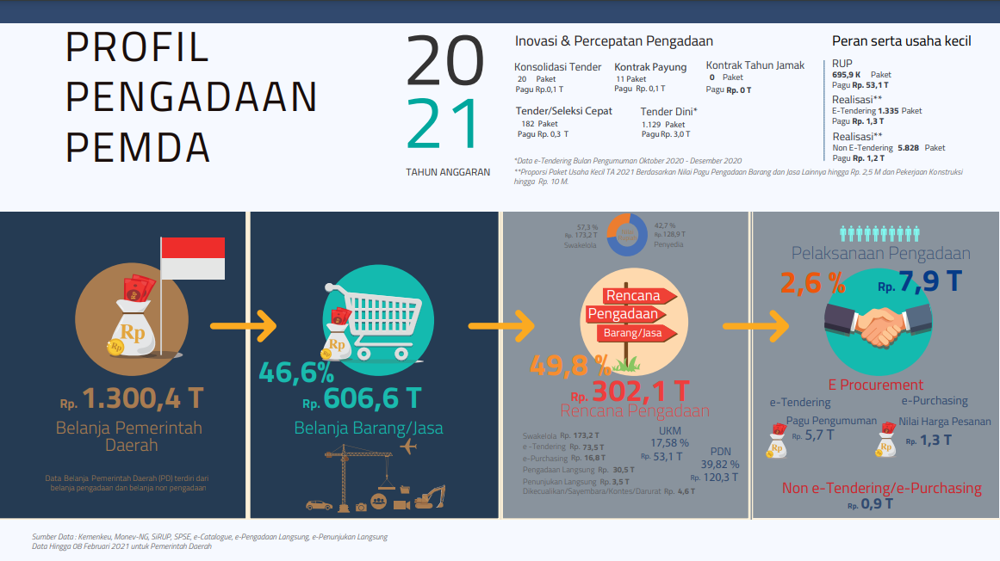 PROFIL
PENGADAAN
PEMDA
20
21
TAHUN ANGGARAN
Inovasi & Percepatan Pengadaan
Konsolidasi Tender
20 Paket
Pagu Rp.0,1 T
Kontrak Payung
11 Paket
Pagu Rp. 0,1 T
Kontrak Tahun Jamak
0 Paket
Pagu Rp. 0 T
Tender/Seleksi Cepat
182 Paket
Pagu Rp. 0,3 T
Tender Dini*
1.129 Paket
Pagu Rp. 3,0 T
*Data e-Tendering Bulan Pengumuman Oktober 2020 - Desember 2020
**Proporsi Paket Usaha Kecil TA 2021 Berdasarkan Nilai Pagu Pengadaan Barang dan Jasa Lainnya hingga Rp. 2,5 M dan Pekerjaan Konstruksi
hingga Rp. 10 M.
Peran serta usaha kecil
RUP
695,9 K Paket
Pagu Rp. 53,1 T
Realisasi**
E-Tendering 1.335 Paket
Pagu Rp. 1,3 T
Realisasi**
Non E-Tendering 5.828 Paket
Pagu Rp. 1,2 T
Rp
Rp
Rp. 1.300,4 T
Belanja Pemerintah
Daerah
Data Belanja Pemerintah Daerah (PD) terdiri dari
belanja pengadaan dan belanja non pengadaan
Rp
46,6%
Rp. 606,6 T
Belanja Barang/Jasa
57,3 %
Rp. 173,2 T
Swakelola
42,7 %
Rp. 128,9 T
Penyedia
Rencana
Pengadaan
Barang/Jasa
49,8 %
Rp. 302,1 T
Rencana Pengadaan
Swakelola Rp. 173,2 T
e -Tendering Rp. 73,5 T
e-Purchasing Rp. 16,8 T
Pengadaan Langsung Rp. 30,5 T
Penunjukan Langsung Rp. 3,5 T
Dikecualikan/Sayembara/Kontes/Darurat Rp. 4,6 T
UKM
17,58 %
Rp. 53,1 T
PDN
39,82 %
Rp. 120,3 T
Pelaksanaan Pengadaan
2,6 %
Rp. 7,9 T
E Procurement
e-Tendering
Pagu Pengumuman
Rp
Rp. 5,7 T
e-Purchasing
Nilai Harga Pesanan
Rp
Rp. 1,3 T
Non e-Tendering/e-Purchasing
Rp. 0,9 T
Sumber Data : Kemenkeu, Monev-NG, SiRUP, SPSE, e-Catalogue, e-Pengadaan Langsung, e-Penunjukan Langsung
Data Hingga 08 Februari 2021 untuk Pemerintah Daerah